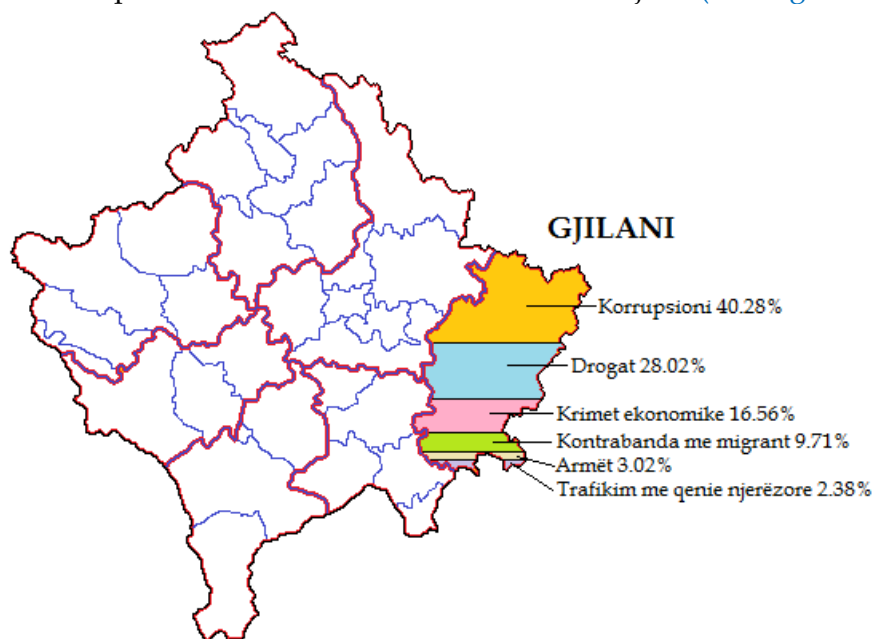 GJILANI
Korrupsioni 40.28%
Drogat 28.02%
Krimet ekonomike 16.56%
Kontrabanda me migrant 9.71%
Armët 3.02%
Trafikim me qenie njerëzore 2.38%